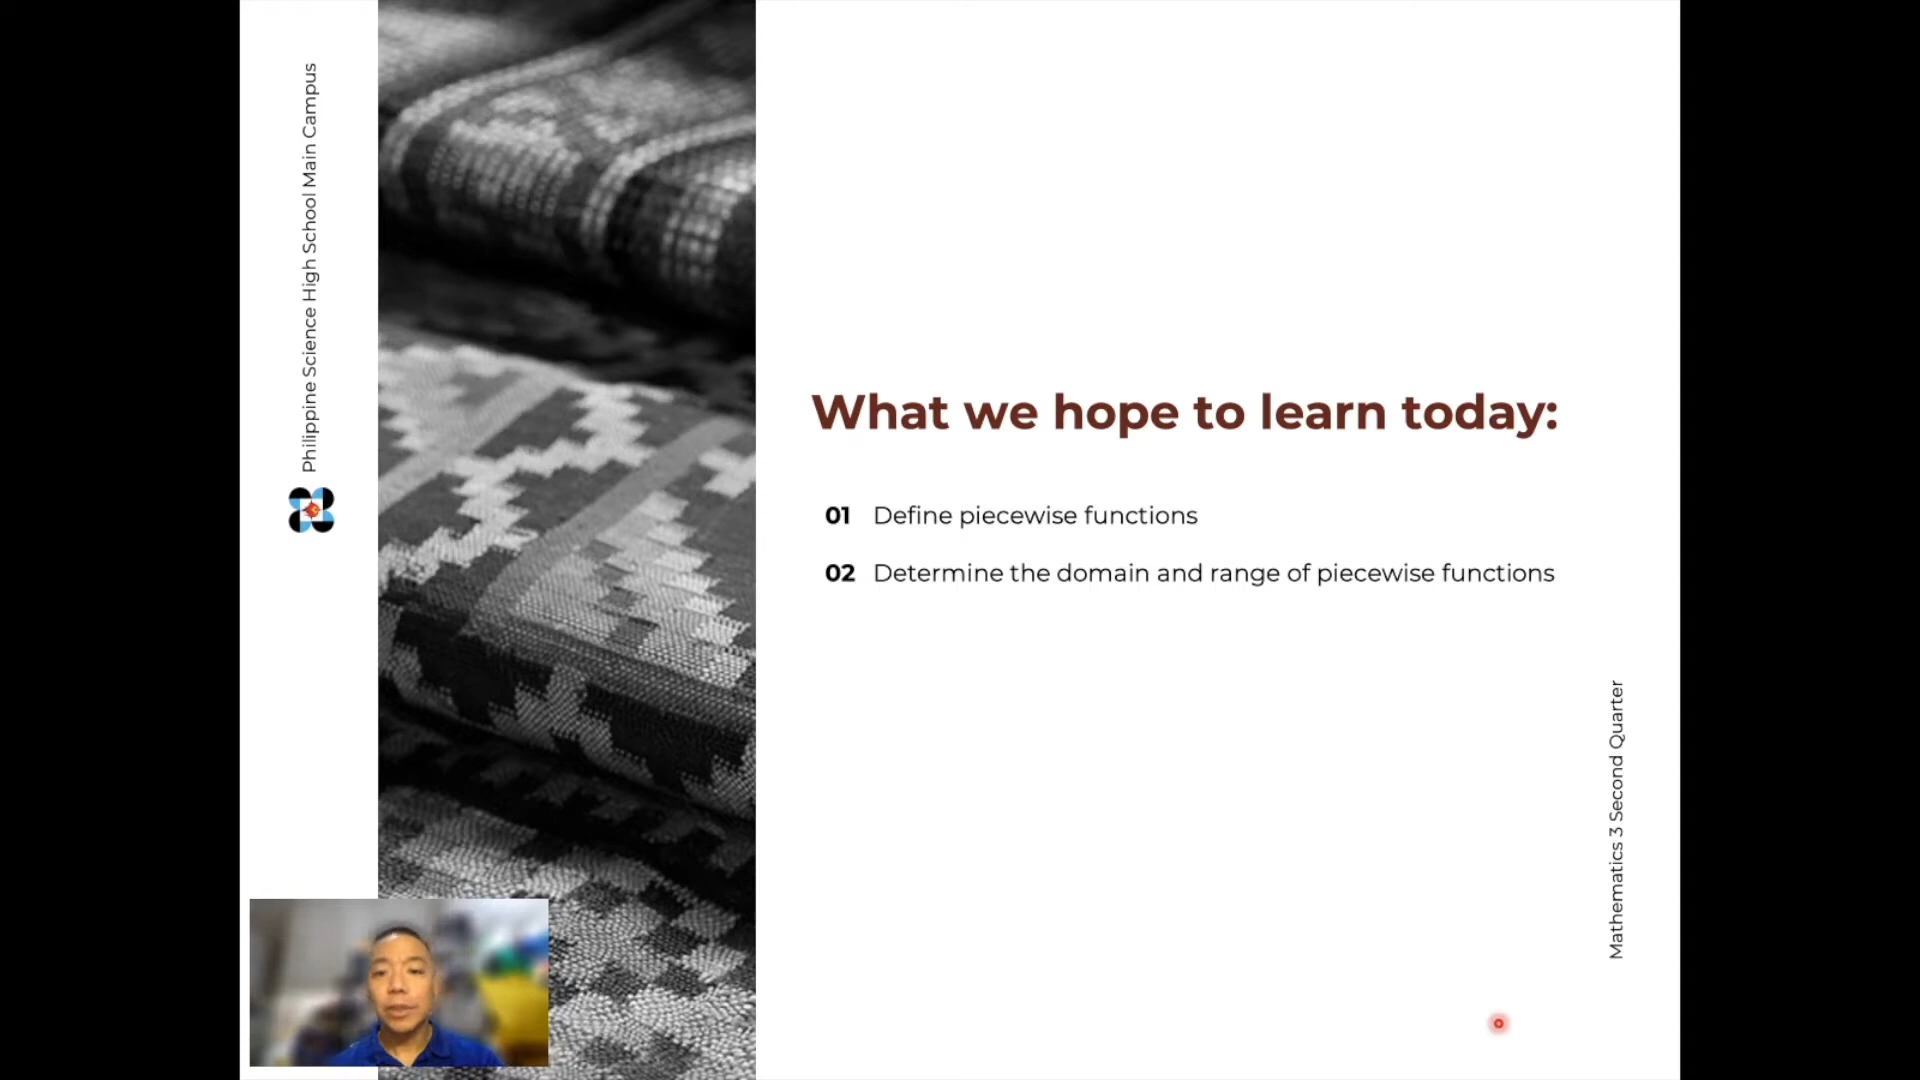 Philippine Science High School Main Campus
What we hope to learn today:
01 Define piecewise functions
02 Determine the domain and range of piecewise functions
Mathematics 3 Second Quarter